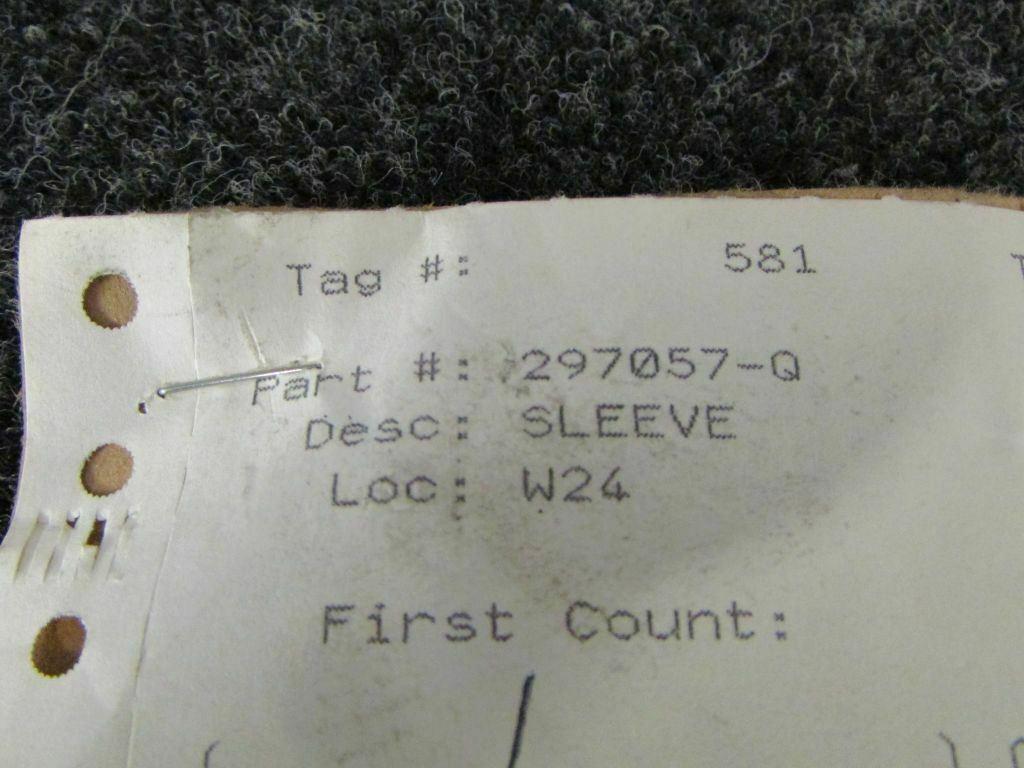 Tag #: 581
Part #: 297057-Q
Desc: SLEEVE
Loc: W24
First Count: